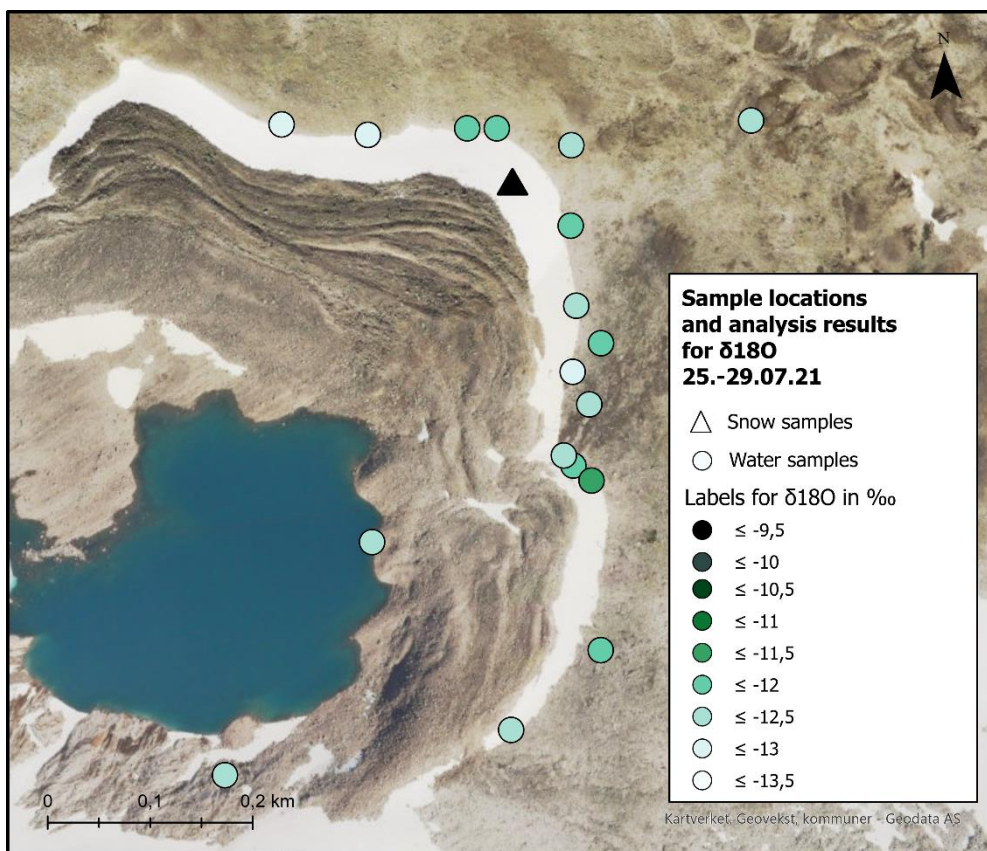 N
Sample locations
and analysis results
for δ18O
25.-29.07.21
Snow samples
Water samples
Labels for δ18O in ‰
≤ -9,5
≤ -10
≤ -10,5
≤ -11
≤ -11,5
≤ -12
≤ -12,5
≤ -13
≤ -13,5
0 0,1 0,2 km
Kartverket, Geovekst, kommuner - Geodata AS